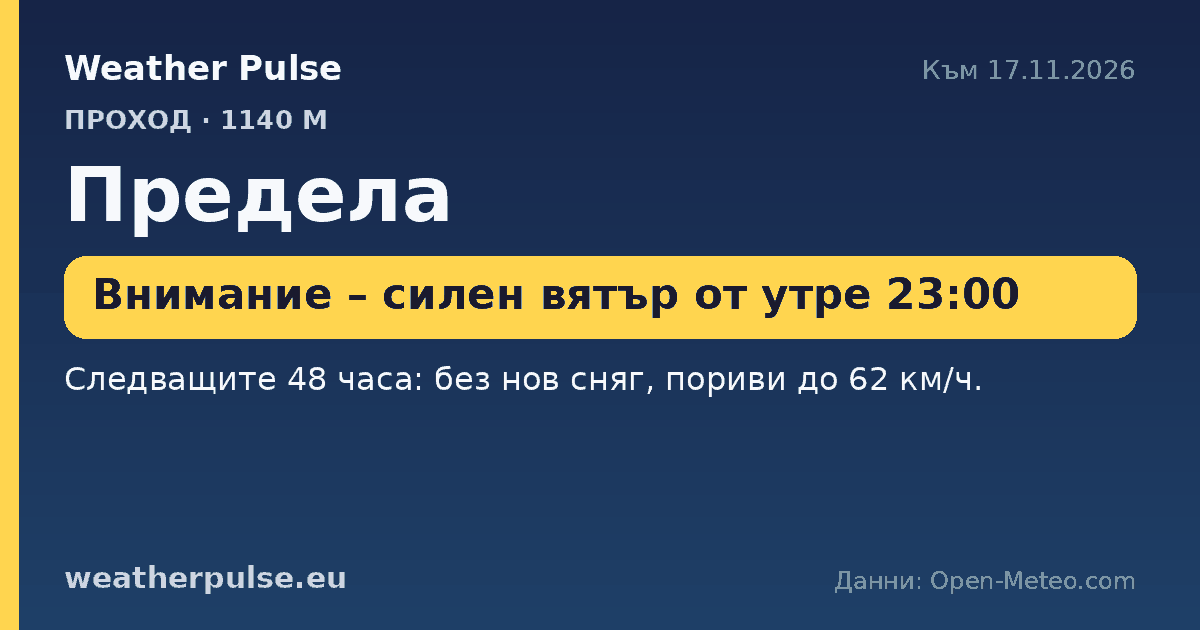 Weather Pulse
Към 17.11.2026
ПРОХОД · 1140 М
Предела
Внимание – силен вятър от утре 23:00
Следващите 48 часа: без нов сняг, пориви до 62 км/ч.
weatherpulse.eu
Данни: Open-Meteo.com